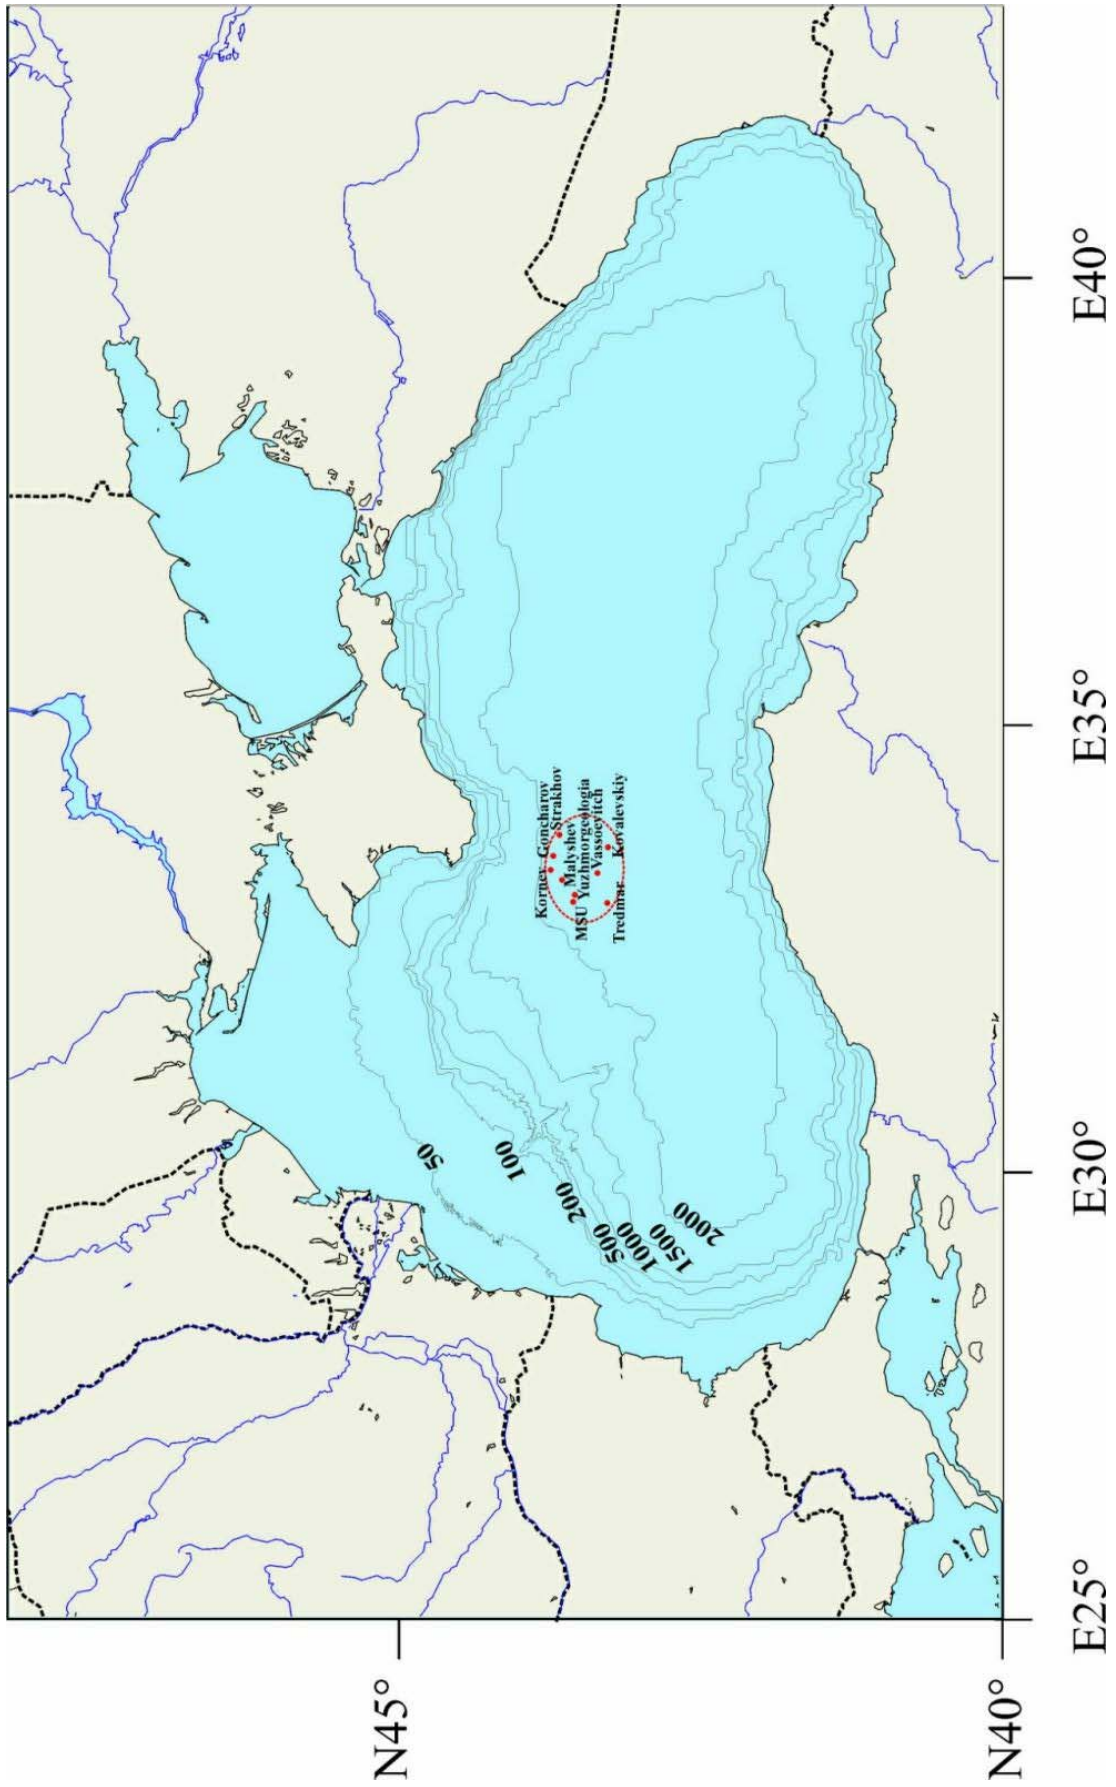 Kornev
Goncharov
Strakhov
Malyshev
MSU
Yuzhmorgeologia
Vassoevitch
Tredmar
Kovalevskiy
50
100
200
500
1000
1500
2000
N45°
N40°
E25°
E30°
E35°
E40°